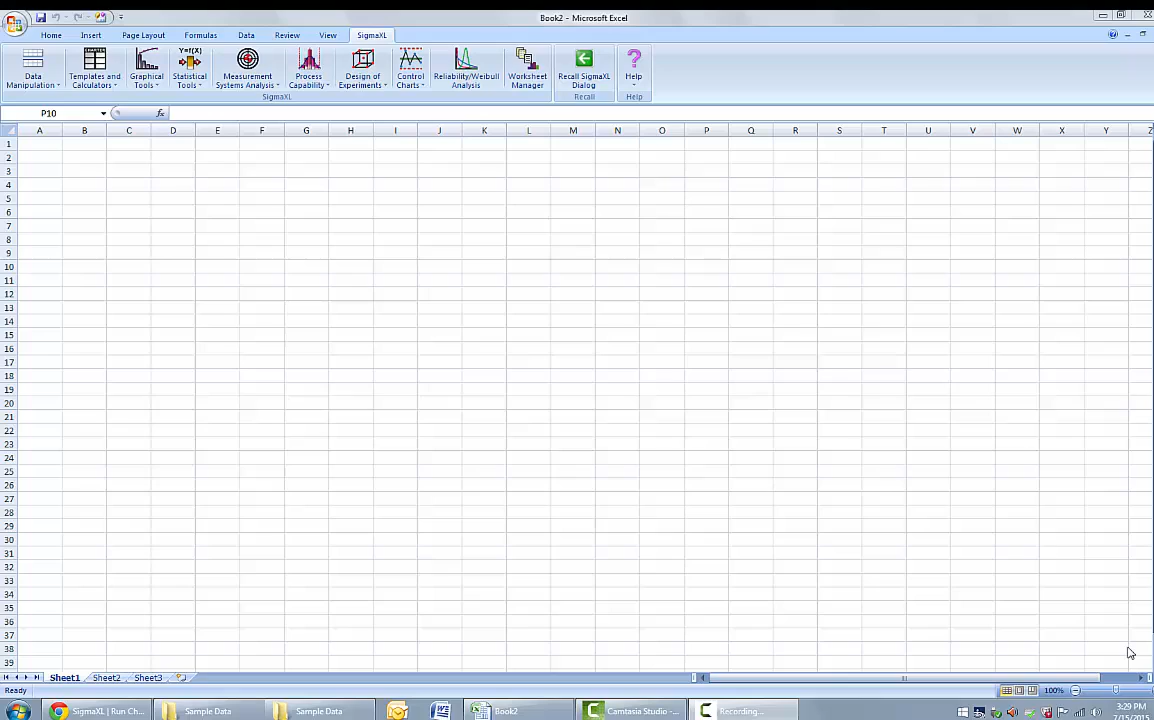 Book2 - Microsoft Excel
Home Insert Page Layout Formulas Data Review View SigmaXL
Data Manipulation
Templates and Calculators
Graphical Tools
Y=f(X)
Statistical Tools
Measurement Systems Analysis
Process Capability
Design of Experiments
Control Charts
Reliability/Weibull Analysis
Worksheet Manager
Recall SigmaXL Dialog
Help
SigmaXL Recall Help
P10 fx
A B C D E F G H I J K L M N O P Q R S T U V W X Y Z
1
2
3
4
5
6
7
8
9
10
11
12
13
14
15
16
17
18
19
20
21
22
23
24
25
26
27
28
29
30
31
32
33
34
35
36
37
38
39
Sheet1 Sheet2 Sheet3
Ready 100%
SigmaXL | Run Ch... Sample Data Sample Data Book2 Camtasia Studio -... Recording...
3:29 PM
7/15/2015